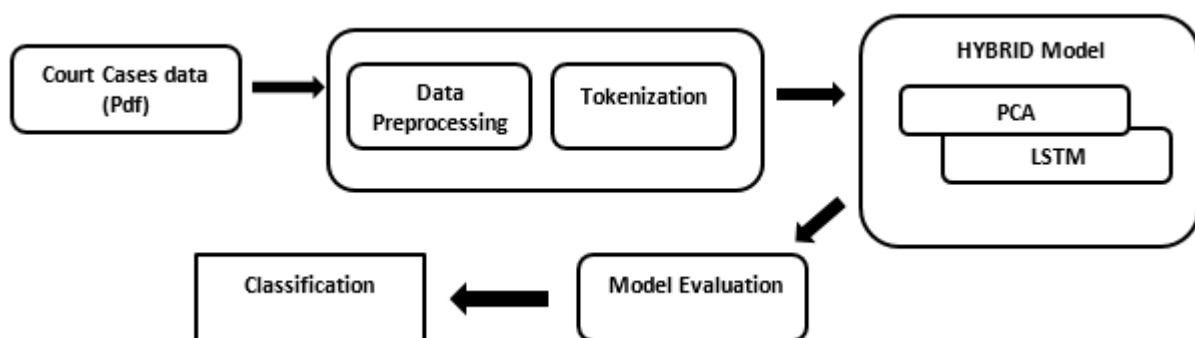 Court Cases data
(Pdf)
Data
Preprocessing
Tokenization
HYBRID Model
PCA
LSTM
Model Evaluation
Classification